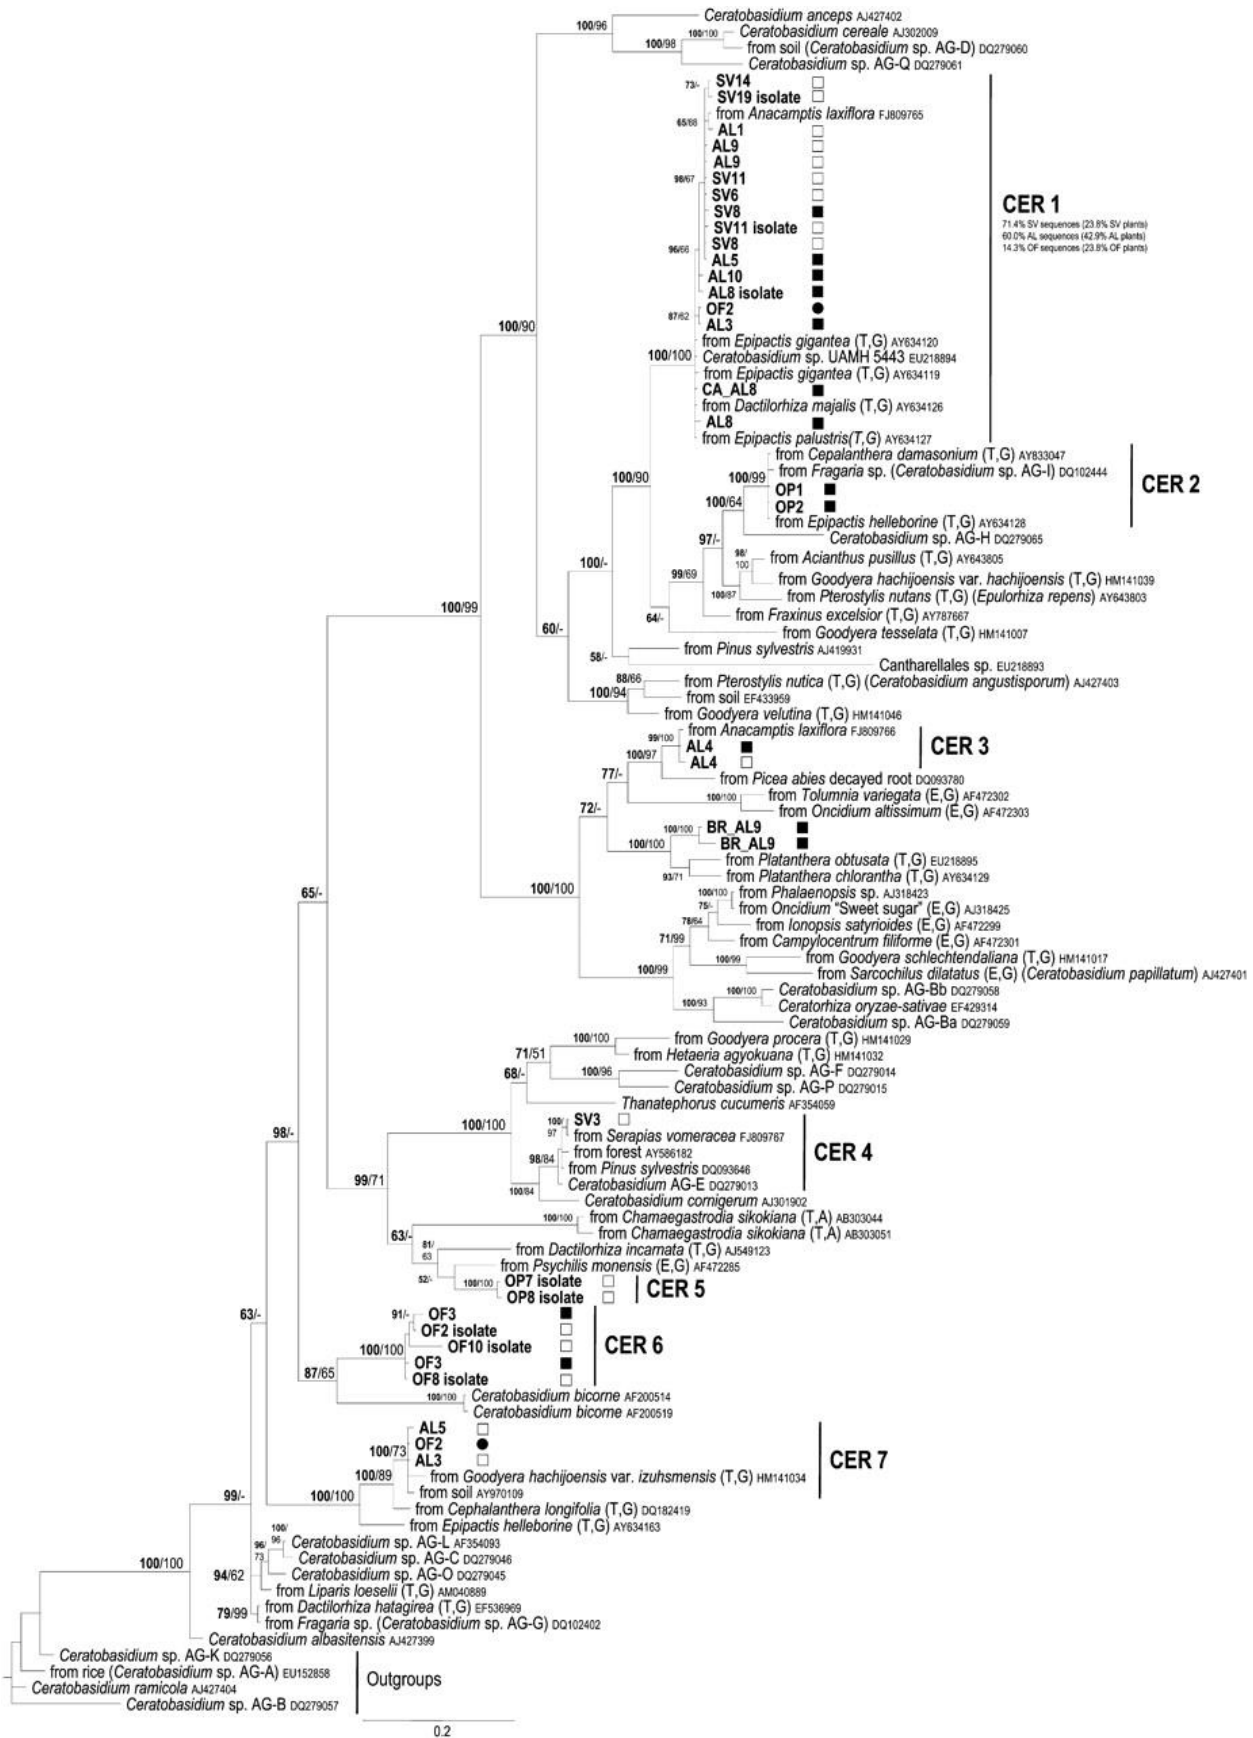 100/96
Ceratobasidium anceps AJ427402
100/100
Ceratobasidium cereale AJ302009
100/98
from soil (Ceratobasidium sp. AG-D) DQ279060
Ceratobasidium sp. AG-Q DQ279061
73/-
SV14
SV19 isolate
from Anacamptis laxiflora FJ809765
65/68
AL1
AL9
AL9
98/67
SV11
SV6
SV8
SV11 isolate
SV8
96/66
AL5
AL10
AL8 isolate
OF2
87/62
AL3
CER 1
71.4% SV sequences (23.8% SV plants)
60.0% AL sequences (42.9% AL plants)
14.3% OF sequences (23.8% OF plants)
100/90
from Epipactis gigantea (T,G) AY634120
100/100
Ceratobasidium sp. UAMH 5443 EU218894
from Epipactis gigantea (T,G) AY634119
CA_AL8
from Dactilorhiza majalis (T,G) AY634126
AL8
from Epipactis palustris(T,G) AY634127
from Cepalanthera damasonium (T,G) AY833047
100/90
100/99
from Fragaria sp. (Ceratobasidium sp. AG-I) DQ102444
OP1
CER 2
100/64
OP2
from Epipactis helleborine (T,G) AY634128
97/-
Ceratobasidium sp. AG-H DQ279065
98/
100
from Acianthus pusillus (T,G) AY643805
100/-
99/69
from Goodyera hachijoensis var. hachijoensis (T,G) HM141039
100/87
from Pterostylis nutans (T,G) (Epulorhiza repens) AY643803
100/99
64/-
from Fraxinus excelsior (T,G) AY787667
60/-
from Goodyera tesselata (T,G) HM141007
58/-
from Pinus sylvestris AJ419931
Cantharellales sp. EU218893
88/66
from Pterostylis nutica (T,G) (Ceratobasidium angustisporum) AJ427403
100/94
from soil EF433959
from Goodyera velutina (T,G) HM141046
99/100
from Anacamptis laxiflora FJ809766
100/97
AL4
AL4
CER 3
77/-
from Picea abies decayed root DQ093780
100/100
from Tolumnia variegata (E,G) AF472302
72/-
from Oncidium altissimum (E,G) AF472303
100/100
BR_AL9
100/100
BR_AL9
from Platanthera obtusata (T,G) EU218895
93/71
from Platanthera chlorantha (T,G) AY634129
65/-
100/100
100/100
from Phalaenopsis sp. AJ318423
75/-
from Oncidium “Sweet sugar” (E,G) AJ318425
78/64
from Ionopsis satyrioides (E,G) AF472299
71/99
from Campylocentrum filiforme (E,G) AF472301
100/99
from Goodyera schlechtendaliana (T,G) HM141017
100/99
from Sarcochilus dilatatus (E,G) (Ceratobasidium papillatum) AJ427401
100/100
Ceratobasidium sp. AG-Bb DQ279058
100/93
Ceratorhiza oryzae-sativae EF429314
Ceratobasidium sp. AG-Ba DQ279059
100/100
from Goodyera procera (T,G) HM141029
71/51
from Hetaeria agyokuana (T,G) HM141032
68/-
100/96
Ceratobasidium sp. AG-F DQ279014
Ceratobasidium sp. AG-P DQ279015
Thanatephorus cucumeris AF354059
98/-
100/100
100/
97
SV3
from Serapias vomeracea FJ809767
from forest AY586182
CER 4
98/84
from Pinus sylvestris DQ093646
99/71
100/84
Ceratobasidium AG-E DQ279013
Ceratobasidium cornigerum AJ301902
100/100
from Chamaegastrodia sikokiana (T,A) AB303044
63/-
from Chamaegastrodia sikokiana (T,A) AB303051
81/
63
from Dactilorhiza incarnata (T,G) AJ549123
from Psychilis monensis (E,G) AF472285
52/-
100/100
OP7 isolate
OP8 isolate
CER 5
63/-
91/-
OF3
OF2 isolate
100/100
OF10 isolate
CER 6
87/65
OF3
OF8 isolate
100/100
Ceratobasidium bicorne AF200514
Ceratobasidium bicorne AF200519
AL5
100/73
OF2
AL3
CER 7
100/89
from Goodyera hachijoensis var. izuhsmensis (T,G) HM141034
99/-
100/100
from soil AY970109
from Cephalanthera longifolia (T,G) DQ182419
from Epipactis helleborine (T,G) AY634163
100/
96
96/
73
Ceratobasidium sp. AG-L AF354093
100/100
Ceratobasidium sp. AG-C DQ279046
94/62
Ceratobasidium sp. AG-O DQ279045
from Liparis loeselii (T,G) AM040889
79/99
from Dactilorhiza hatagirea (T,G) EF536969
from Fragaria sp. (Ceratobasidium sp. AG-G) DQ102402
Ceratobasidium albasitensis AJ427399
Ceratobasidium sp. AG-K DQ279056
from rice (Ceratobasidium sp. AG-A) EU152858
Outgroups
Ceratobasidium ramicola AJ427404
Ceratobasidium sp. AG-B DQ279057
0.2